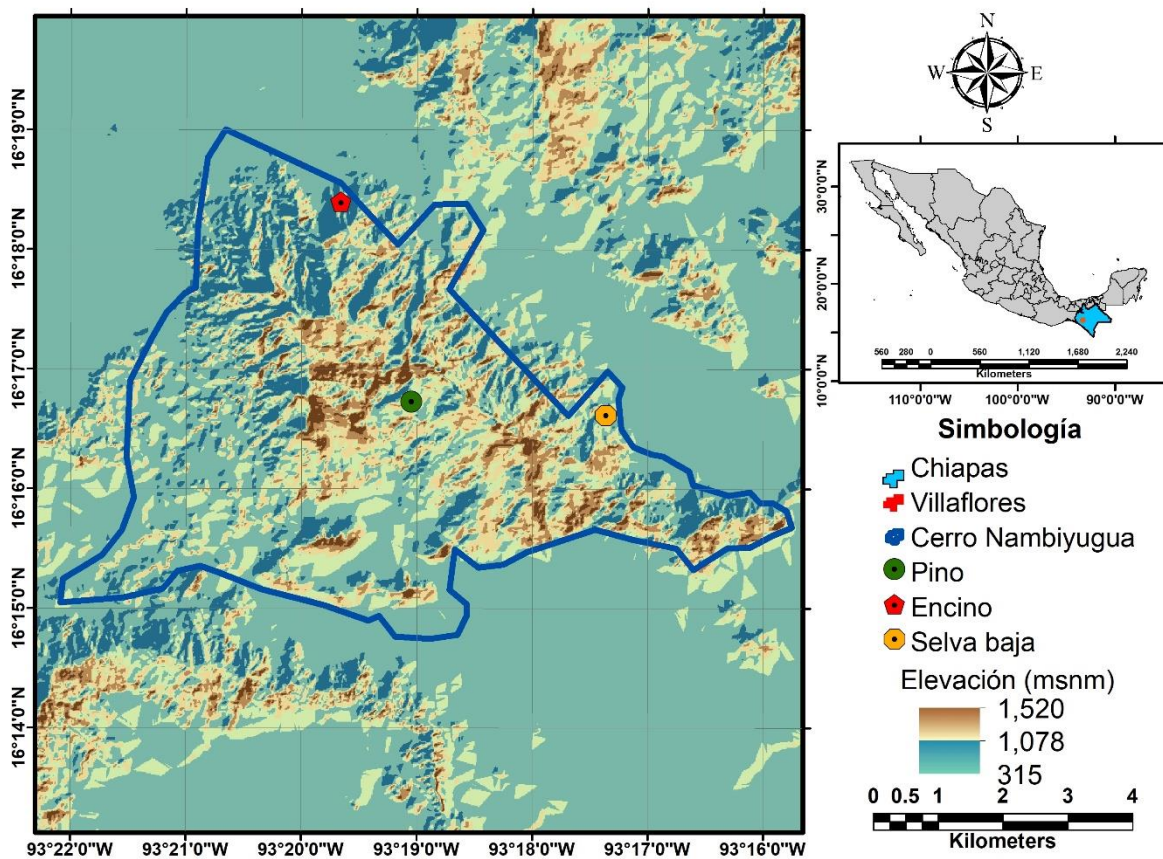 N
W E
S
16°19'0"N
16°18'0"N
16°17'0"N
16°16'0"N
16°15'0"N
16°14'0"N
93°22'0"W 93°21'0"W 93°20'0"W 93°19'0"W 93°18'0"W 93°17'0"W 93°16'0"W
30°0'0"N
20°0'0"N
10°0'0"N
560 280 0 560 1,120 1,680 2,240
Kilometers
110°0'0"W 100°0'0"W 90°0'0"W
Simbología
Chiapas
Villaflores
Cerro Nambiyugua
Pino
Encino
Selva baja
Elevación (msnm)
1,520
1,078
315
0 0.5 1 2 3 4
Kilometers